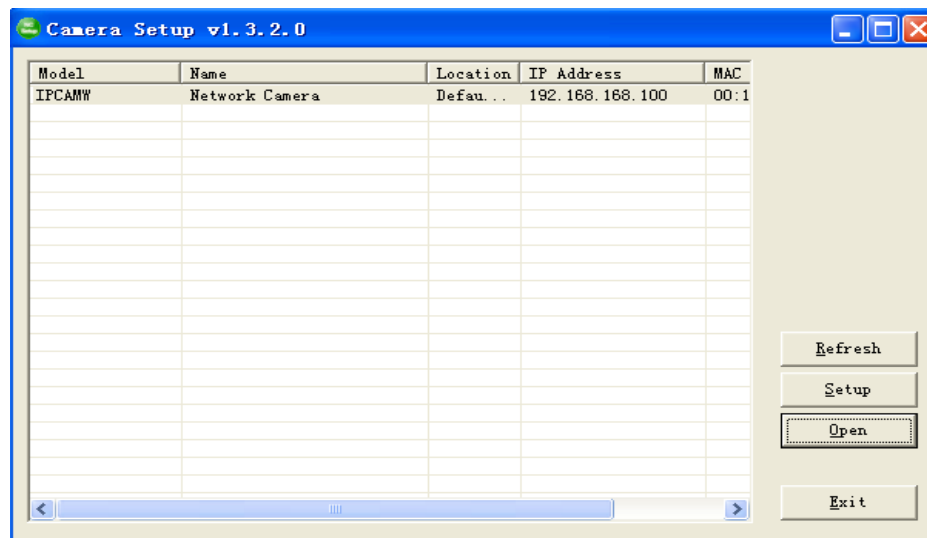 Camera Setup v1.3.2.0
Model Name Location IP Address MAC
IPCAMW Network Camera Defau... 192.168.168.100 00:1
Refresh
Setup
Open
Exit